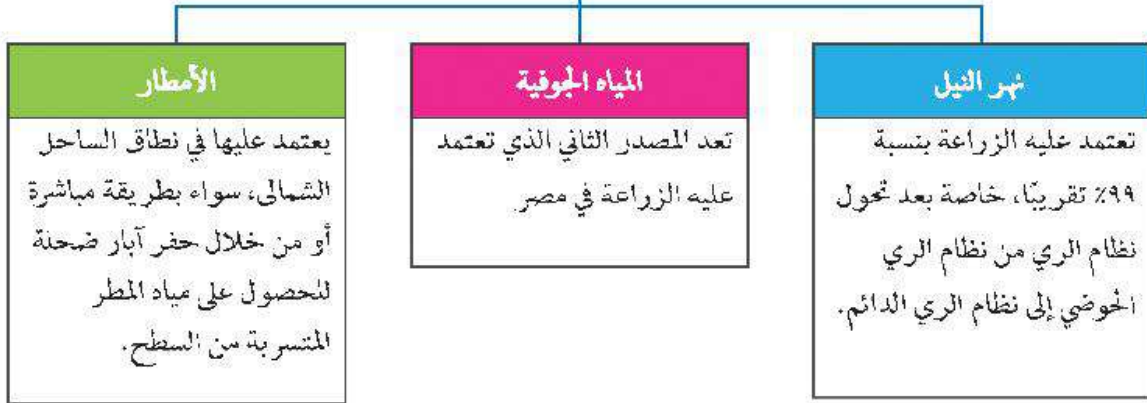 نهر النيل
تعتمد عليه الزراعة بنسبة
٩٩٪ تقريبًا، خاصة بعد تحول
نظام الري من نظام الري
الحوضي إلى نظام الري الدائم.
المياه الجوفية
تعد المصدر الثاني الذي تعتمد
عليه الزراعة في مصر
الأمطار
يعتمد عليها في نطاق الساحل
الشمالى، سواء بطريقة مباشرة
أو من خلال حفر آبار ضحلة
للحصول على مياه المطر
المتسربة من السطح.